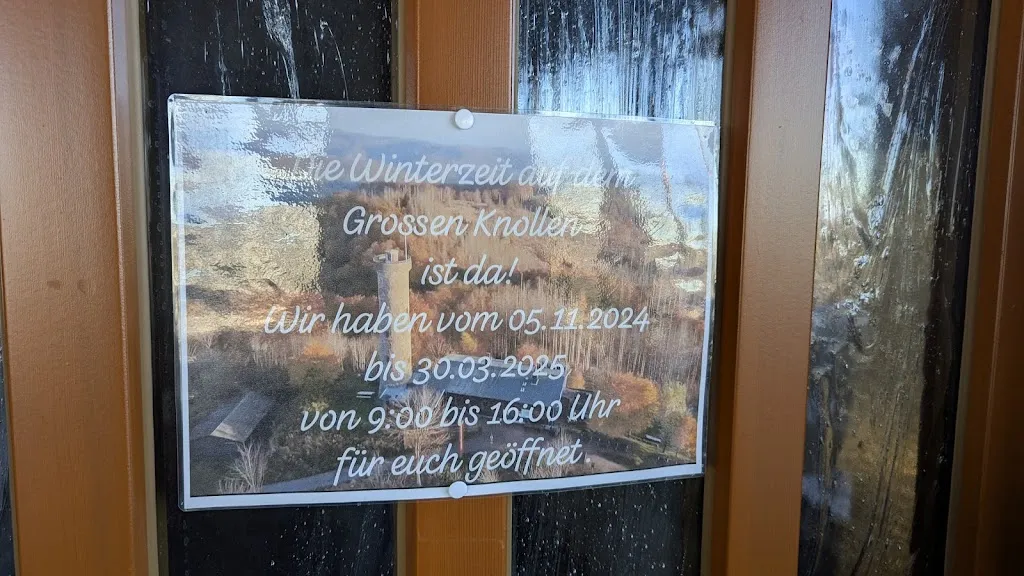 Die Winterzeit auf dem
Grossen Knollen
ist da!
Wir haben vom 05.11.2024
bis 30.03.2025
von 9:00 bis 16:00 Uhr
für euch geöffnet